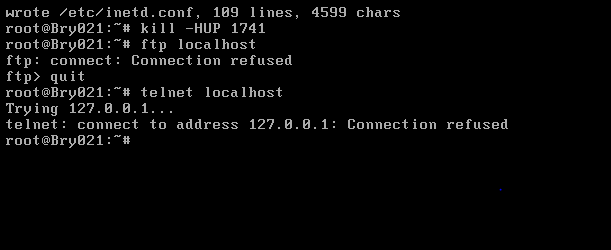 wrote /etc/inetd.conf, 109 lines, 4599 chars
root@Bry021:~# kill -HUP 1741
root@Bry021:~# ftp localhost
ftp: connect: Connection refused
ftp> quit
root@Bry021:~# telnet localhost
Trying 127.0.0.1...
telnet: connect to address 127.0.0.1: Connection refused
root@Bry021:~#